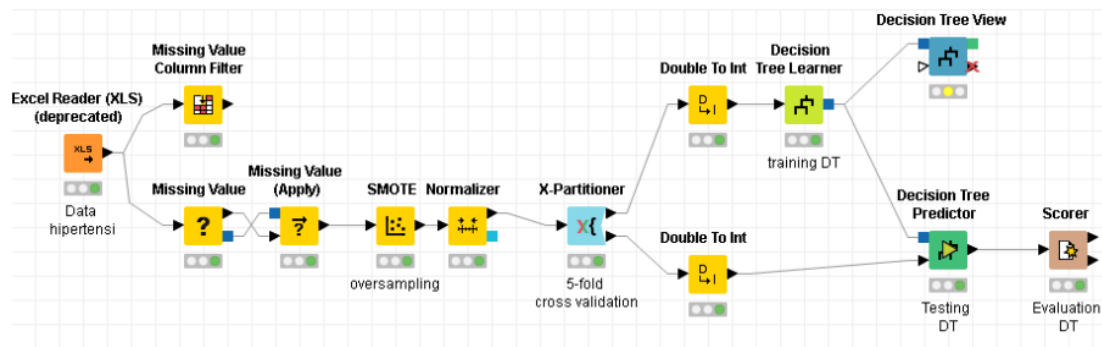 Decision Tree View
Missing Value
Column Filter
Decision
Tree Learner
Double To Int
Excel Reader (XLS)
(deprecated)
D
I
XLS
training DT
Missing Value
Missing Value
(Apply)
SMOTE
Normalizer
X-Partitioner
Decision Tree
Predictor
Scorer
Data
hipertensi
?
?
X{
Double To Int
D
I
oversampling
5-fold
cross validation
Testing
DT
Evaluation
DT